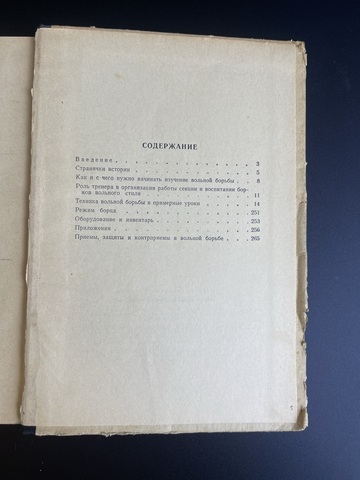 СОДЕРЖАНИЕ
Введение . . . . . . . . . . . . . . . 3
Странички истории . . . . . . . . . . . . 5
Как и с чего нужно начинать изучение вольной борьбы . . . 8
Роль тренера в организации работы секции и воспитании бор-
цов вольного стиля . . . . . . . . . . . 11
Техника вольной борьбы и примерные уроки . . . . . 14
Режим борца . . . . . . . . . . . . . 251
Оборудование и инвентарь . . . . . . . . . . 253
Приложения . . . . . . . . . . . . . . 256
Приемы, защиты и контрприемы в вольной борьбе . . . . 265